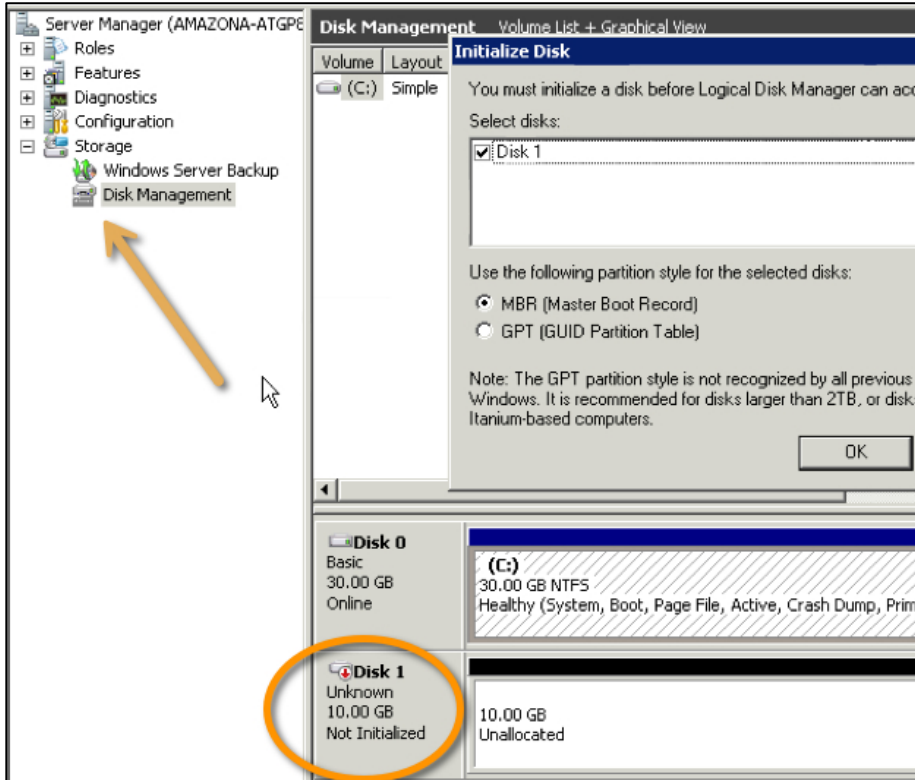 Server Manager (AMAZONA-ATGP8
Roles
Features
Diagnostics
Configuration
Storage
Windows Server Backup
Disk Management
Disk Management Volume List + Graphical View
Volume Layout
(C:) Simple
Initialize Disk
You must initialize a disk before Logical Disk Manager can acc
Select disks:
Disk 1
Use the following partition style for the selected disks:
MBR (Master Boot Record)
GPT (GUID Partition Table)
Note: The GPT partition style is not recognized by all previous
Windows. It is recommended for disks larger than 2TB, or disk
Itanium-based computers.
OK
Disk 0
Basic
30.00 GB
Online
(C:)
30.00 GB NTFS
Healthy (System, Boot, Page File, Active, Crash Dump, Prim
Disk 1
Unknown
10.00 GB
Not Initialized
10.00 GB
Unallocated